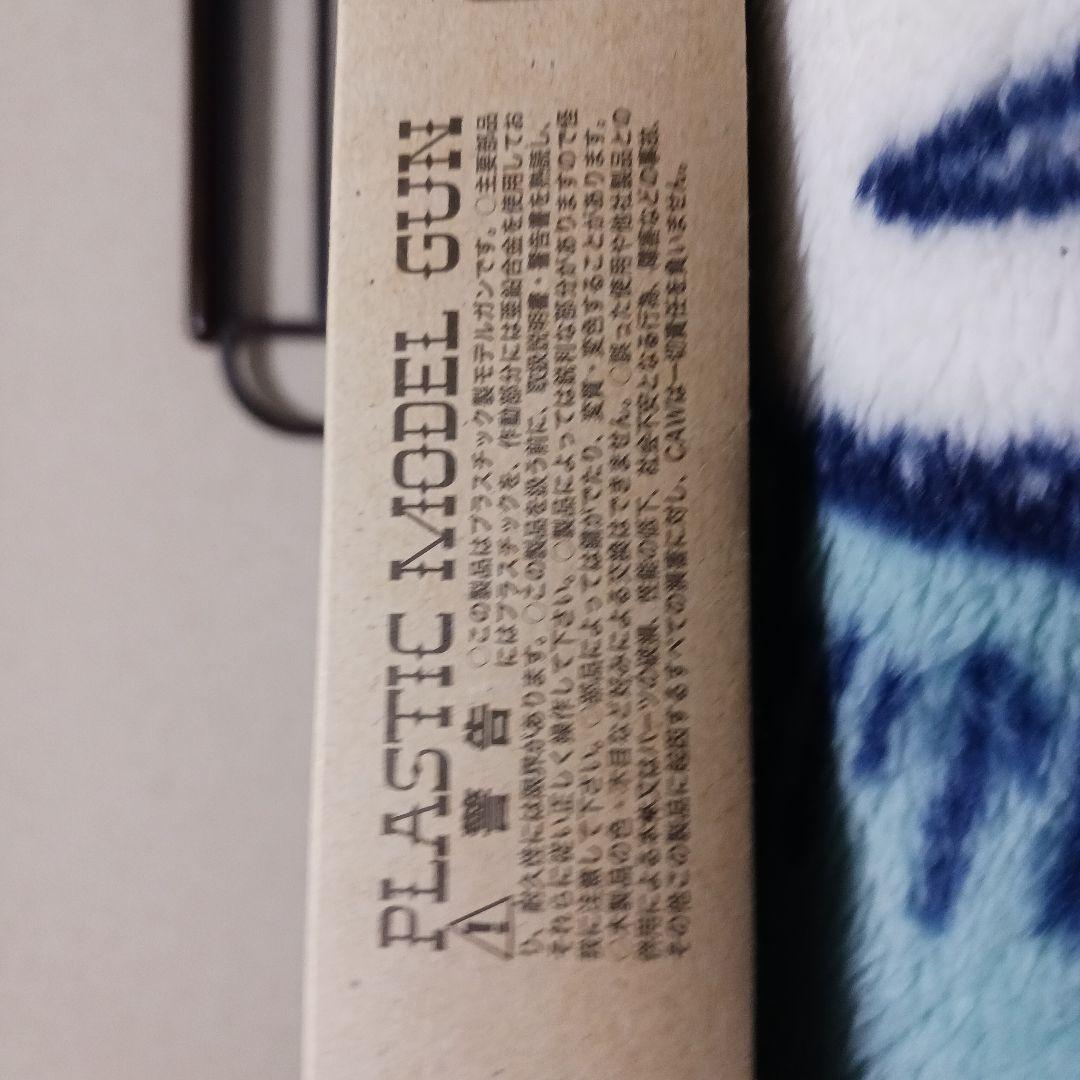 PLASTIC MODEL GUN
警告 ○この製品はプラスチック製モデルガンです。○主要部品
にはプラスチックを、作動部分には亜鉛合金を使用してお
り、耐久性には限界があります。○この製品を扱う前に、取扱説明書・警告書を熟読し、
それらに従い正しく操作して下さい。○製品によっては鋭利な部分がありますので怪
我に注意して下さい。○部品によっては錆がでたり、変質・変色することがあります。
○木製品の色・木目など好みによる交換はできません。○誤った使用や他社製品との
併用による本体又はパーツの破損、性能の低下、社会不安となる行為、障害などの事故、
その他この製品に起因するすべての損害に対し、CAWは一切責任を負いません。